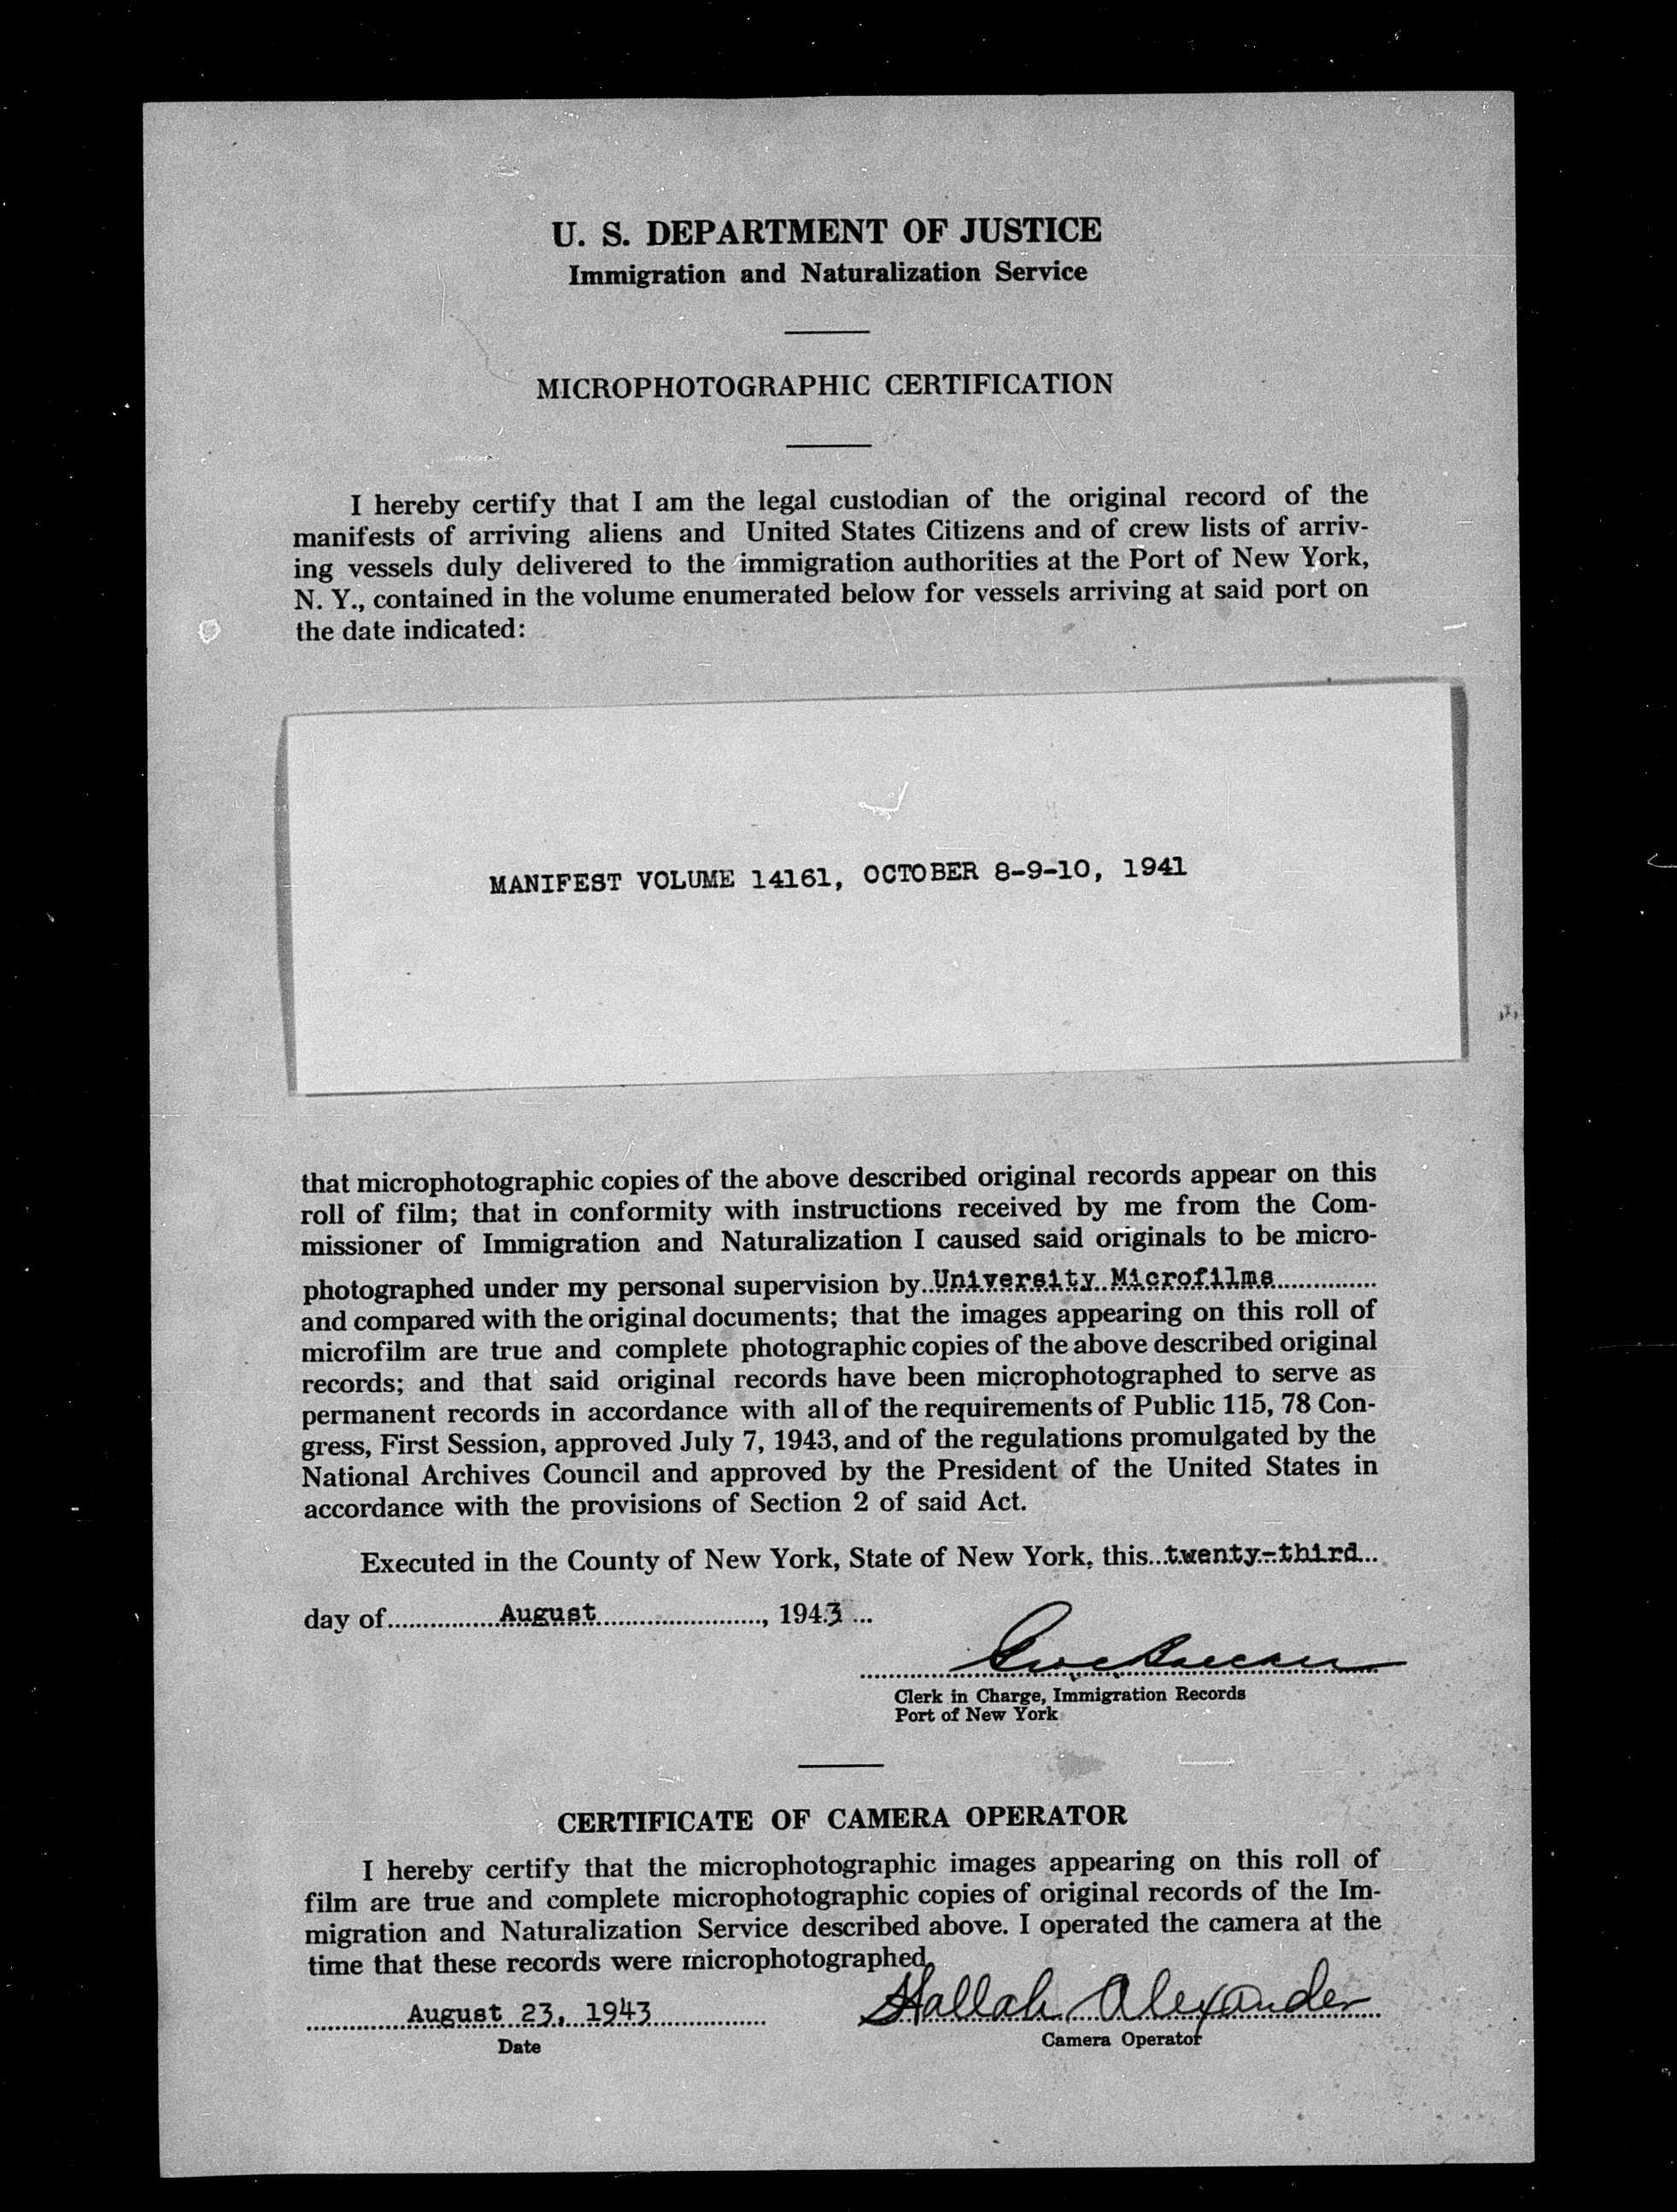 U. S. DEPARTMENT OF JUSTICE
Immigration and Naturalization Service
MICROPHOTOGRAPHIC CERTIFICATION
I hereby certify that I am the legal custodian of the original record of the
manifests of arriving aliens and United States Citizens and of crew lists of arriv-
ing vessels duly delivered to the immigration authorities at the Port of New York,
N. Y., contained in the volume enumerated below for vessels arriving at said port on
the date indicated:
MANIFEST VOLUME 14161, OCTOBER 8-9-10, 1941
that microphotographic copies of the above described original records appear on this
roll of film; that in conformity with instructions received by me from the Com-
missioner of Immigration and Naturalization I caused said originals to be micro-
photographed under my personal supervision by University Microfilms
and compared with the original documents; that the images appearing on this roll of
microfilm are true and complete photographic copies of the above described original
records; and that said original records have been microphotographed to serve as
permanent records in accordance with all of the requirements of Public 115, 78 Con-
gress, First Session, approved July 7, 1943, and of the regulations promulgated by the
National Archives Council and approved by the President of the United States in
accordance with the provisions of Section 2 of said Act.
Executed in the County of New York, State of New York, this twenty-third
day of August, 1943
Clerk in Charge, Immigration Records
Port of New York
CERTIFICATE OF CAMERA OPERATOR
I hereby certify that the microphotographic images appearing on this roll of
film are true and complete microphotographic copies of original records of the Im-
migration and Naturalization Service described above. I operated the camera at the
time that these records were microphotographed.
August 23, 1943 Hallah Alexander
Date Camera Operator